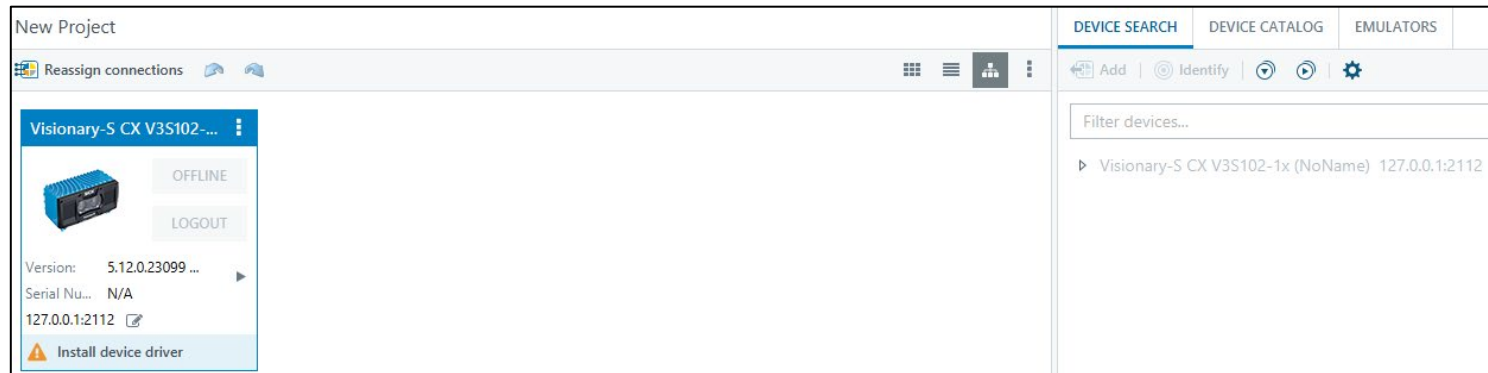 New Project
Reassign connections
Visionary-S CX V3S102-...
OFFLINE
LOGOUT
Version: 5.12.0.23099 ...
Serial Nu... N/A
127.0.0.1:2112
Install device driver
DEVICE SEARCH DEVICE CATALOG EMULATORS
Add Identify
Filter devices...
Visionary-S CX V3S102-1x (NoName) 127.0.0.1:2112